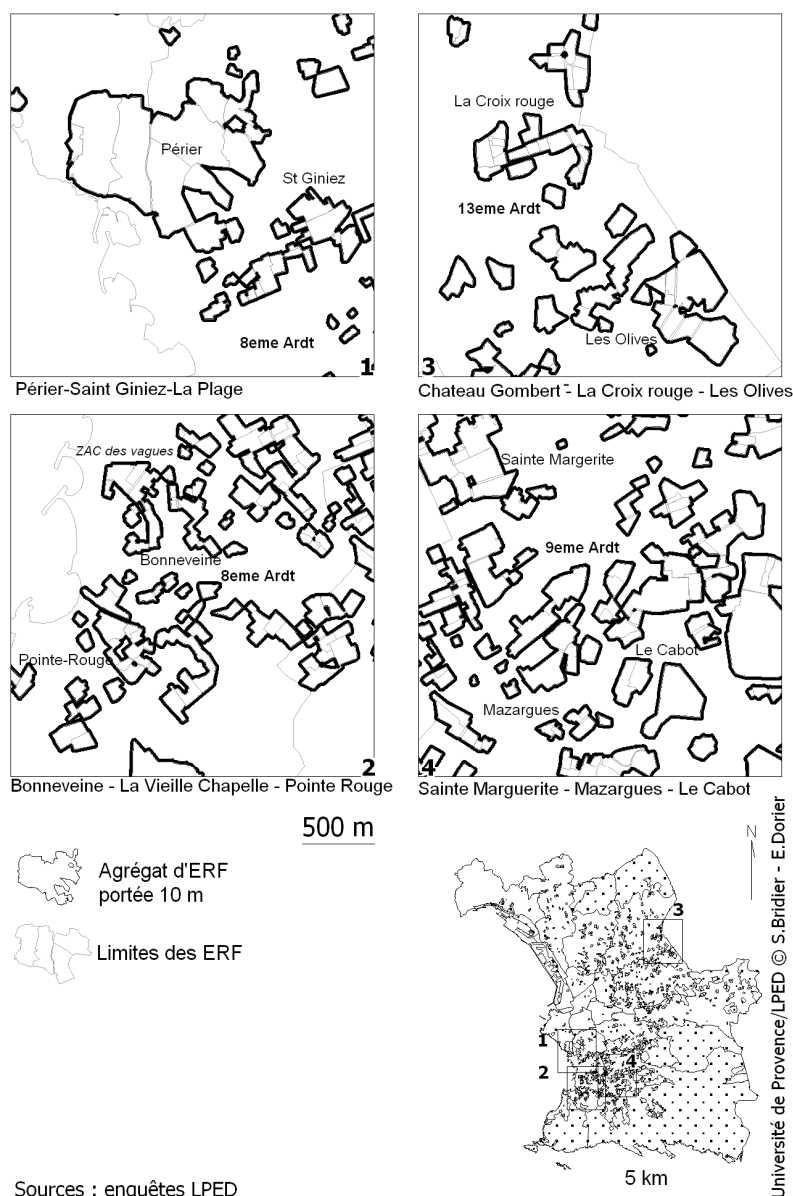 Périer
St Giniez
8eme Ardt
1
Périer-Saint Giniez-La Plage
La Croix rouge
13eme Ardt
Les Olives
3
Chateau Gombert - La Croix rouge - Les Olives
ZAC des vagues
Bonneveine
8eme Ardt
Pointe-Rouge
2
Bonneveine - La Vieille Chapelle - Pointe Rouge
Sainte Margerite
9eme Ardt
Le Cabot
Mazargues
4
Sainte Marguerite - Mazargues - Le Cabot
500 m
Agrégat d'ERF
portée 10 m
Limites des ERF
N
3
1
2
4
5 km
Université de Provence/LPED © S.Bridier - E.Dorier
Sources : enquêtes LPED